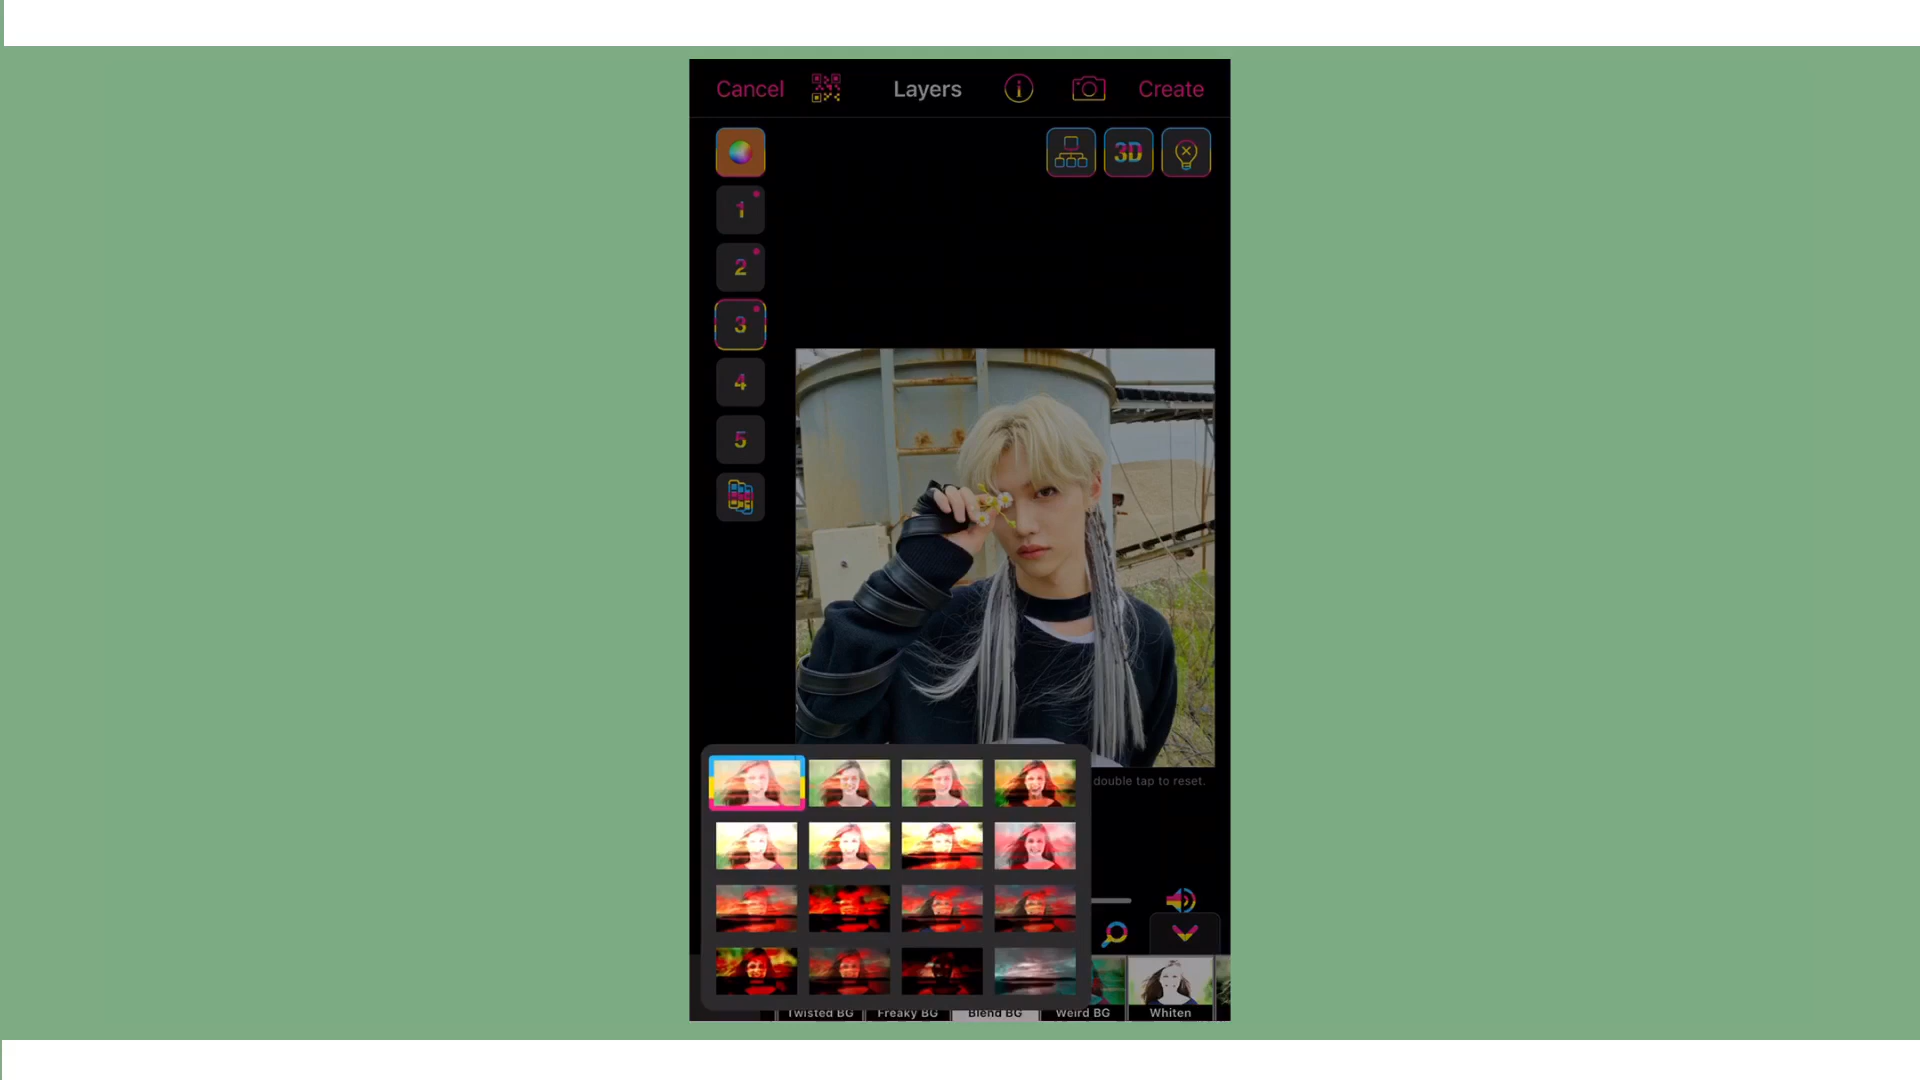 Cancel Layers Create
3D
1
2
3
4
5
double tap to reset.
Twisted BG Freaky BG Blend BG Weird BG Whiten